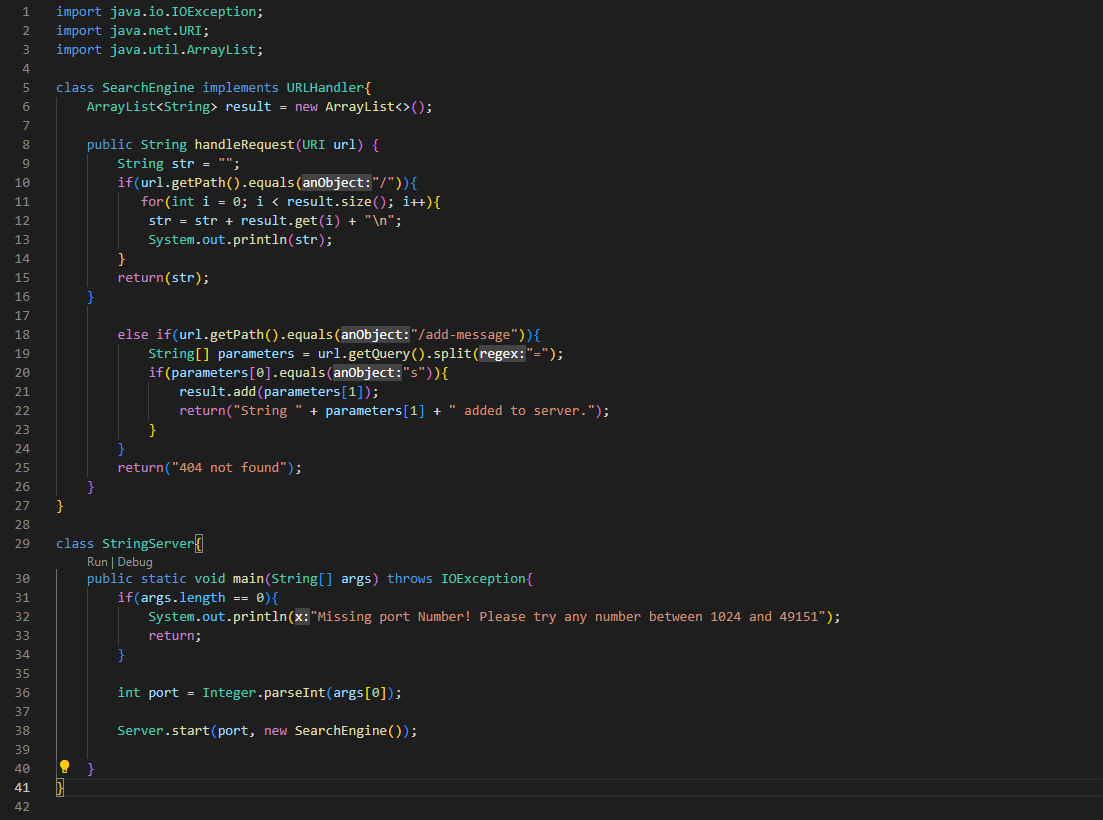 1 import java.io.IOException;
2 import java.net.URI;
3 import java.util.ArrayList;
4
5 class SearchEngine implements URLHandler{
6     ArrayList<String> result = new ArrayList<>();
7
8     public String handleRequest(URI url) {
9         String str = "";
10         if(url.getPath().equals(anObject:"/")){
11            for(int i = 0; i < result.size(); i++){
12             str = str + result.get(i) + "\n";
13             System.out.println(str);
14         }
15         return(str);
16     }
17
18         else if(url.getPath().equals(anObject:"/add-message")){
19             String[] parameters = url.getQuery().split(regex:"=");
20             if(parameters[0].equals(anObject:"s")){
21                 result.add(parameters[1]);
22                 return("String " + parameters[1] + " added to server.");
23             }
24         }
25         return("404 not found");
26     }
27 }
28
29 class StringServer{
Run | Debug
30     public static void main(String[] args) throws IOException{
31         if(args.length == 0){
32             System.out.println(x:"Missing port Number! Please try any number between 1024 and 49151");
33             return;
34         }
35
36         int port = Integer.parseInt(args[0]);
37
38         Server.start(port, new SearchEngine());
39
40     }
41 }
42